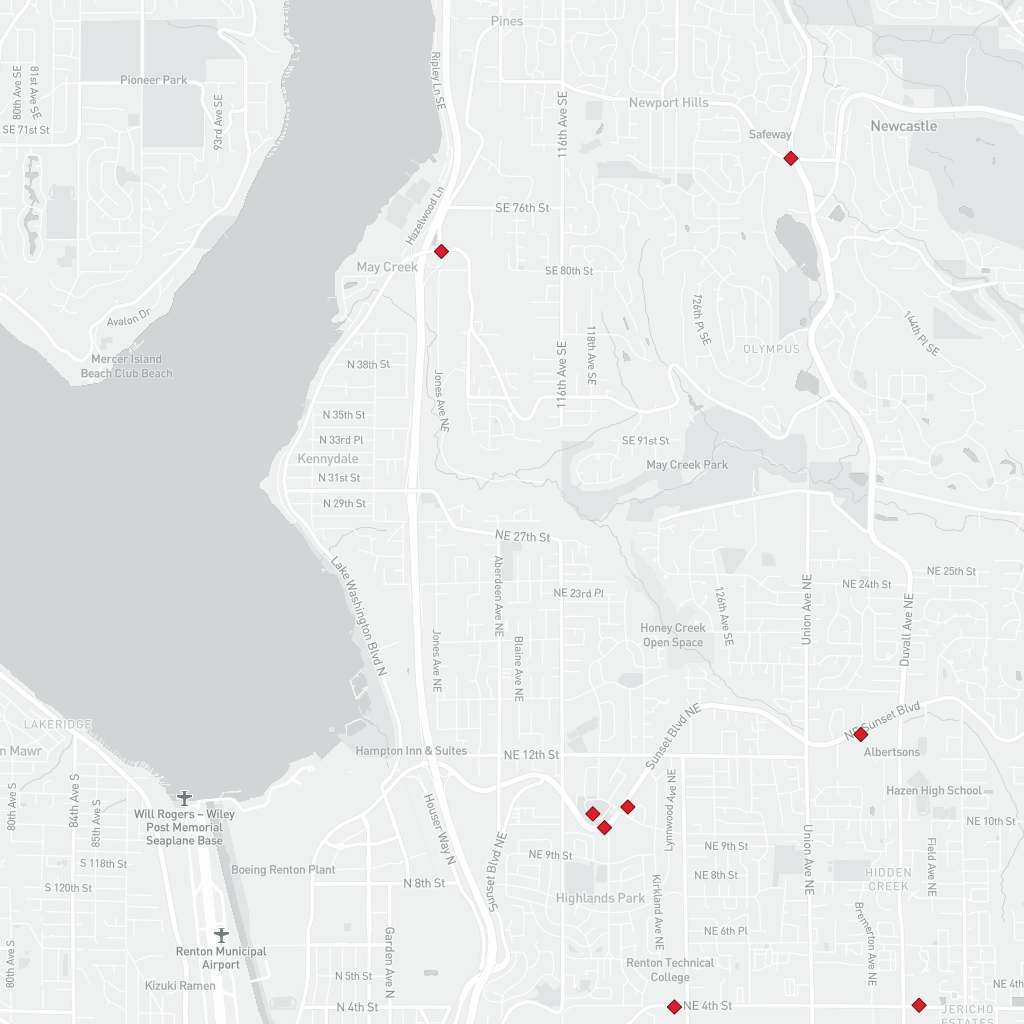 Pines
Ripley Ln SE
Pioneer Park
80th Ave SE
81st Ave SE
93rd Ave SE
SE 71st St
116th Ave SE
Newport Hills
Safeway
Newcastle
Hazelwood Ln
SE 76th St
May Creek
SE 80th St
Avalon Dr
126th Pl SE
144th Pl SE
118th Ave SE
116th Ave SE
OLYMPUS
Mercer Island
Beach Club Beach
N 38th St
Jones Ave NE
N 35th St
N 33rd Pl
SE 91st St
Kennydale
May Creek Park
N 31st St
N 29th St
NE 27th St
Lake Washington Blvd N
Aberdeen Ave NE
NE 23rd Pl
126th Ave SE
Union Ave NE
NE 24th St
NE 25th St
Duvall Ave NE
Honey Creek
Open Space
Jones Ave NE
Blaine Ave NE
LAKERIDGE
n Mawr
Hampton Inn & Suites
NE 12th St
Sunset Blvd NE
NE Sunset Blvd
Albertsons
80th Ave S
84th Ave S
85th Ave S
Will Rogers – Wiley
Post Memorial
Seaplane Base
Houser Way N
Sunset Blvd NE
Lynnwood Ave NE
Hazen High School
NE 10th St
NE 9th St
NE 9th St
Union Ave NE
Field Ave NE
S 118th St
S 120th St
Boeing Renton Plant
N 8th St
NE 8th St
HIDDEN
CREEK
Highlands Park
Kirkland Ave NE
Bremerton Ave NE
NE 6th Pl
80th Ave S
Renton Municipal
Airport
Garden Ave N
Renton Technical
College
Kizuki Ramen
N 5th St
N 4th St
NE 4th St
NE 4th
JERICHO
ESTATES